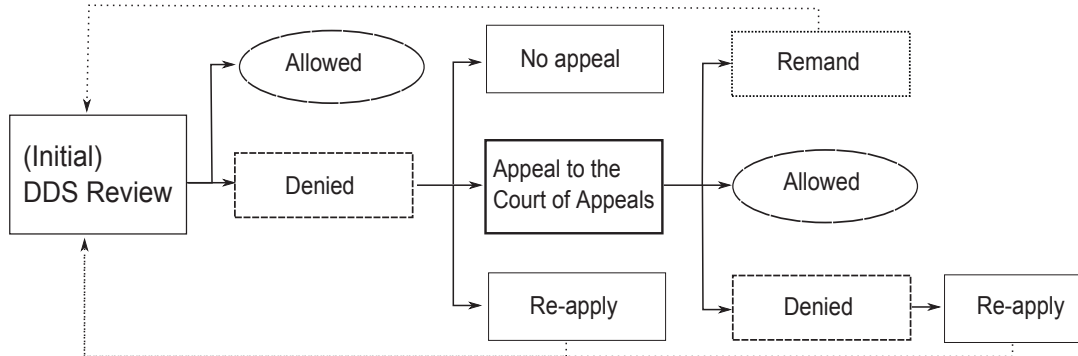 (Initial)
DDS Review
Allowed
Denied
No appeal
Appeal to the
Court of Appeals
Re-apply
Remand
Allowed
Denied
Re-apply